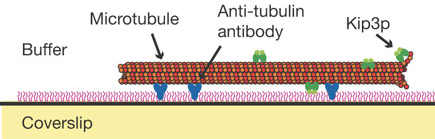 Microtubule
Anti-tubulin
antibody
Kip3p
Buffer
Coverslip